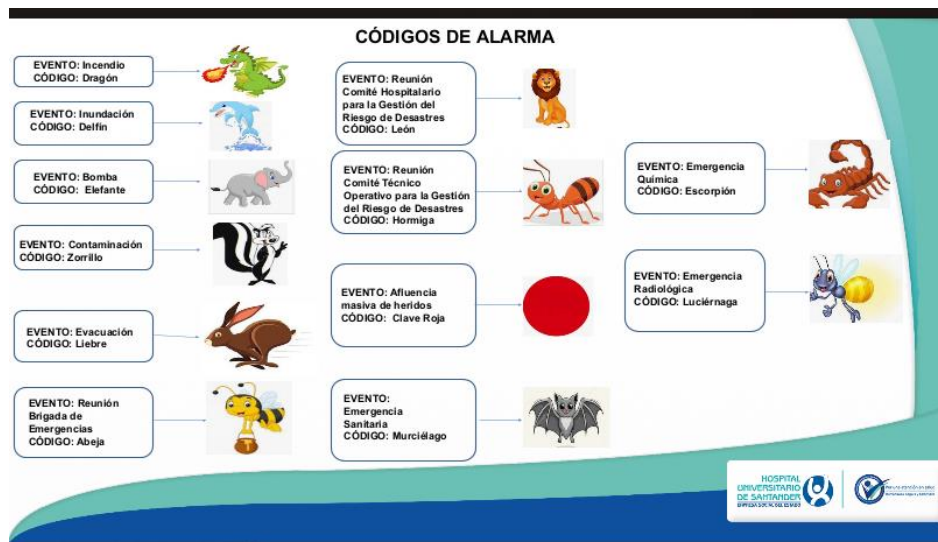 CÓDIGOS DE ALARMA
EVENTO: Incendio
CÓDIGO: Dragón
EVENTO: Inundación
CÓDIGO: Delfín
EVENTO: Bomba
CÓDIGO: Elefante
EVENTO: Contaminación
CÓDIGO: Zorrillo
EVENTO: Evacuación
CÓDIGO: Liebre
EVENTO: Reunión
Brigada de
Emergencias
CÓDIGO: Abeja
EVENTO: Reunión
Comité Hospitalario
para la Gestión del
Riesgo de Desastres
CÓDIGO: León
EVENTO: Reunión
Comité Técnico
Operativo para la Gestión
del Riesgo de Desastres
CÓDIGO: Hormiga
EVENTO: Afluencia
masiva de heridos
CÓDIGO: Clave Roja
EVENTO:
Emergencia
Sanitaria
CÓDIGO: Murciélago
EVENTO: Emergencia
Química
CÓDIGO: Escorpión
EVENTO: Emergencia
Radiológica
CÓDIGO: Luciérnaga
HOSPITAL
UNIVERSITARIO
DE SANTANDER
EMPRESA SOCIAL DEL ESTADO